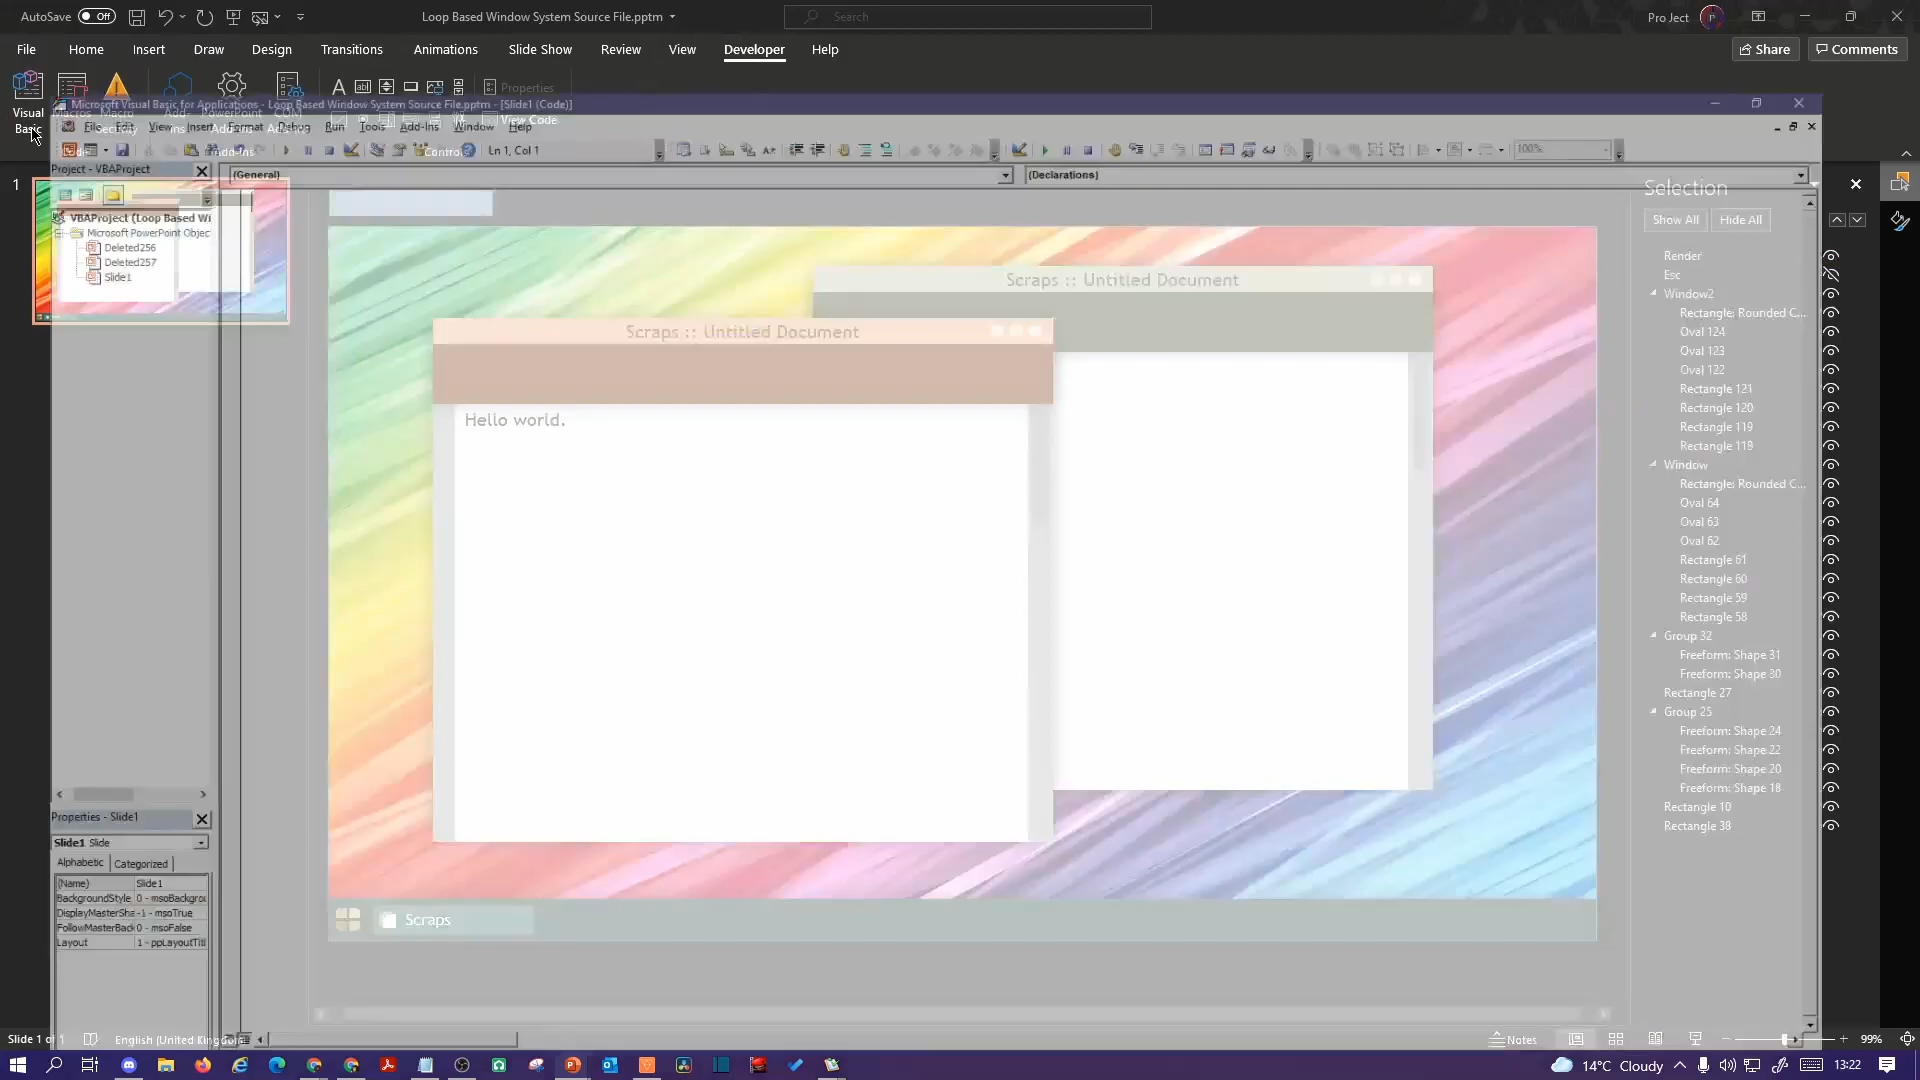 AutoSave Off Loop Based Window System Source File.pptm Search Pro Ject
File Home Insert Draw Design Transitions Animations Slide Show Review View Developer Help Share Comments
Properties
Visual Basic
Macros Macro Security
Microsoft Visual Basic for Applications - Loop Based Window System Source File.pptm - [Slide1 (Code)]
View Code
File Edit View Insert Format Debug Run Tools Add-Ins Window Help
Ln 1, Col 1
100%
Controls
Project - VBAProject
(General) (Declarations)
1
VBAProject (Loop Based Wi
Microsoft PowerPoint Objec
Deleted256
Deleted257
Slide1
Selection
Show All Hide All
Render
Esc
Window2
Rectangle: Rounded C...
Oval 124
Oval 123
Oval 122
Rectangle 121
Rectangle 120
Rectangle 119
Rectangle 118
Window
Rectangle: Rounded C...
Oval 64
Oval 63
Oval 62
Rectangle 61
Rectangle 60
Rectangle 59
Rectangle 58
Group 32
Freeform: Shape 31
Freeform: Shape 30
Rectangle 27
Group 25
Freeform: Shape 24
Freeform: Shape 22
Freeform: Shape 20
Freeform: Shape 18
Rectangle 10
Rectangle 38
Scraps :: Untitled Document
Scraps :: Untitled Document
Hello world.
Scraps
Properties - Slide1
Slide1 Slide
Alphabetic Categorized
(Name) Slide1
BackgroundStyle 0 - msoBackgrou
DisplayMasterSha -1 - msoTrue
FollowMasterBack 0 - msoFalse
Layout 1 - ppLayoutTitl
Slide 1 of 1 English (United Kingdom) Notes 99%
14°C Cloudy 13:22